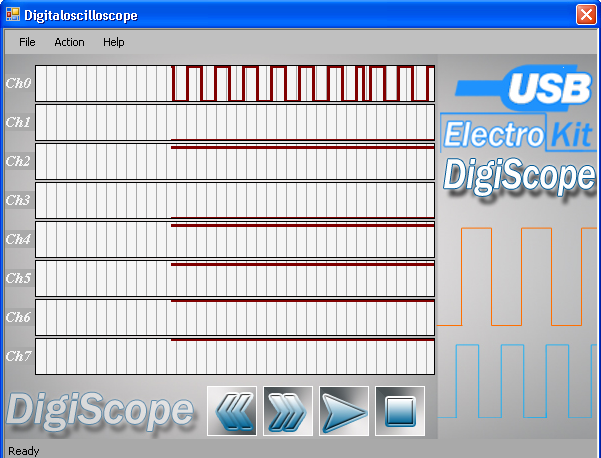 Digitaloscilloscope
File Action Help
Ch0
Ch1
Ch2
Ch3
Ch4
Ch5
Ch6
Ch7
USB
Electro Kit
DigiScope
DigiScope
Ready